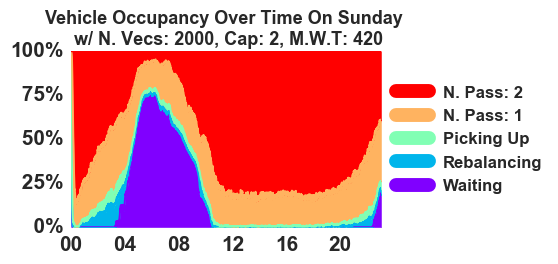 Vehicle Occupancy Over Time On Sunday
w/ N. Vecs: 2000, Cap: 2, M.W.T: 420
100%
75%
50%
25%
0%
00 04 08 12 16 20
N. Pass: 2
N. Pass: 1
Picking Up
Rebalancing
Waiting